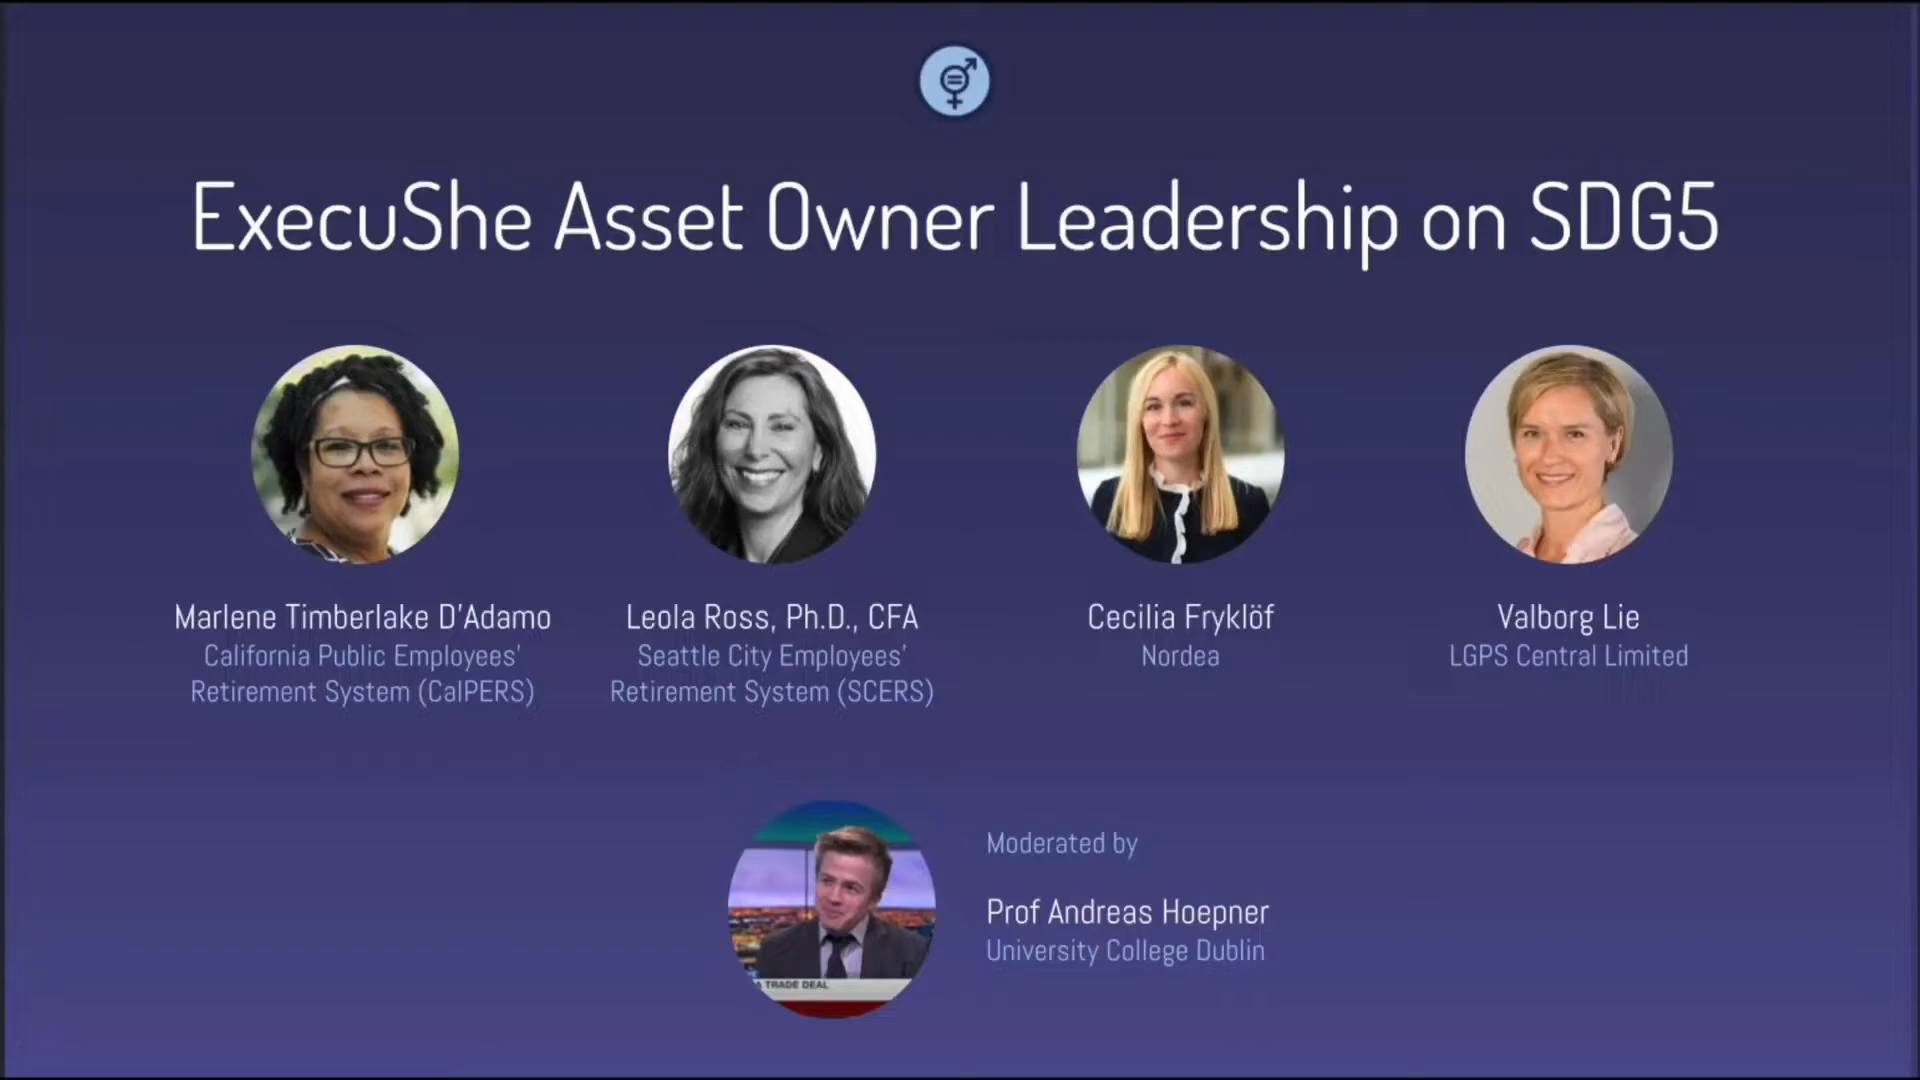 ExecuShe Asset Owner Leadership on SDG5
Marlene Timberlake D'Adamo
California Public Employees'
Retirement System (CalPERS)
Leola Ross, Ph.D., CFA
Seattle City Employees'
Retirement System (SCERS)
Cecilia Fryklöf
Nordea
Valborg Lie
LGPS Central Limited
A TRADE DEAL
Moderated by
Prof Andreas Hoepner
University College Dublin